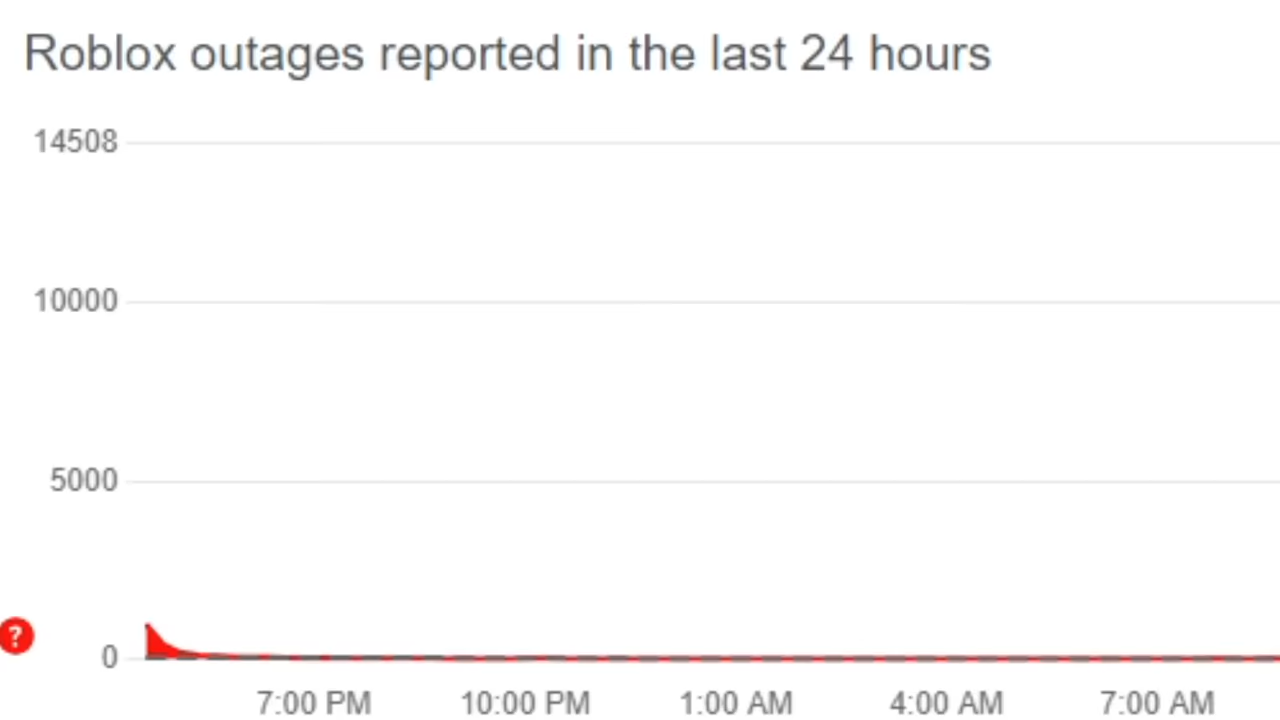 Roblox outages reported in the last 24 hours
14508
10000
5000
?
0
7:00 PM 10:00 PM 1:00 AM 4:00 AM 7:00 AM